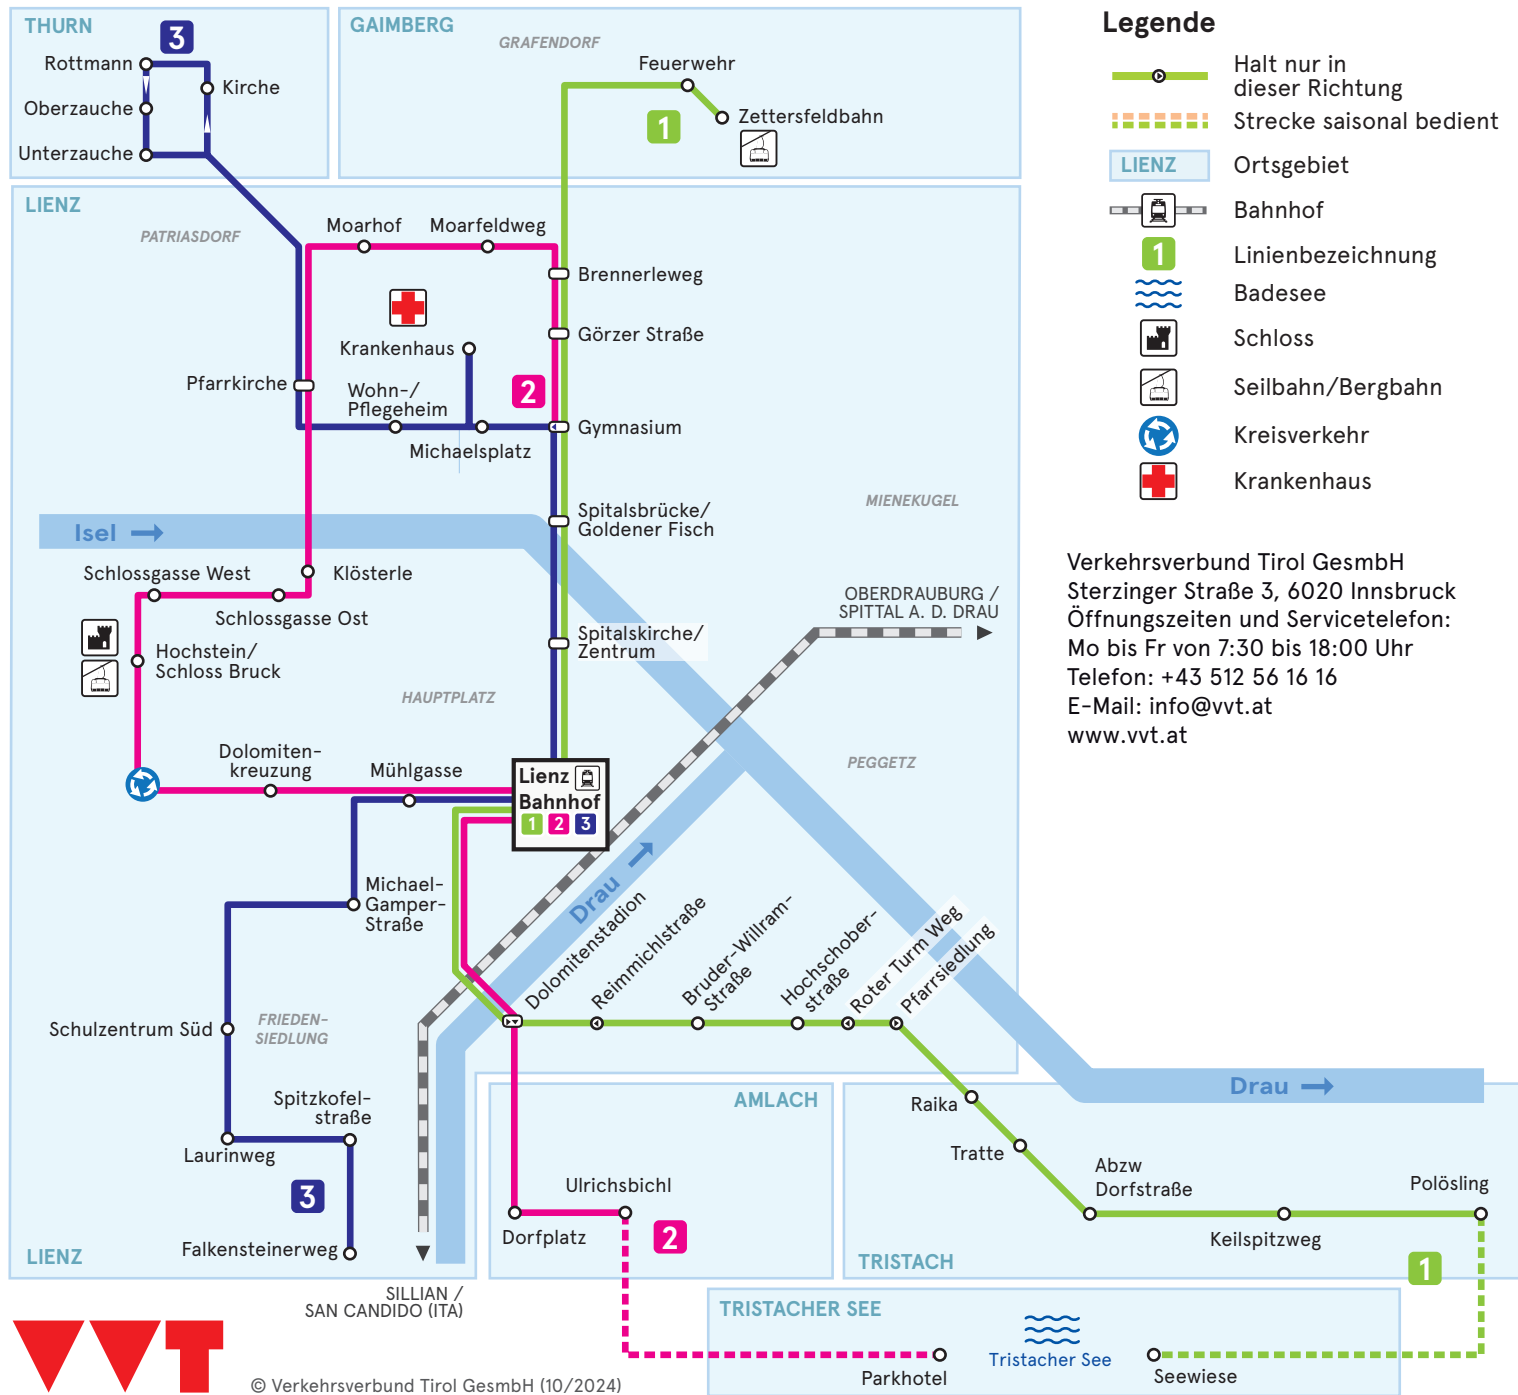 THURN
3
Rottmann
Kirche
Oberzauche
Unterzauche
GAIMBERG
GRAFENDORF
Feuerwehr
1
Zettersfeldbahn
LIENZ
PATRIASDORF
Moarhof
Moarfeldweg
Brennerleweg
Görzer Straße
Krankenhaus
Pfarrkirche
Wohn-/
Pflegeheim
2
Michaelsplatz
Gymnasium
MIENEKUGEL
Isel
Spitalsbrücke/
Goldener Fisch
Schlossgasse West
Klösterle
Schlossgasse Ost
OBERDRAUBURG /
SPITTAL A. D. DRAU
Hochstein/
Schloss Bruck
Spitalskirche/
Zentrum
HAUPTPLATZ
Dolomiten-
kreuzung
Mühlgasse
PEGGETZ
Lienz
Bahnhof
1 2 3
Michael-
Gamper-
Straße
Drau
Dolomitenstadion
Reimmichlstraße
Bruder-Willram-
Straße
Hochschober-
straße
Roter Turm Weg
Pfarrsiedlung
Schulzentrum Süd
FRIEDEN-
SIEDLUNG
Spitzkofel-
straße
Laurinweg
3
Falkensteinerweg
LIENZ
SILLIAN /
SAN CANDIDO (ITA)
AMLACH
Ulrichsbichl
Dorfplatz
2
Drau
Raika
Tratte
Abzw
Dorfstraße
Keilspitzweg
Polösling
TRISTACH
1
TRISTACHER SEE
Parkhotel
Tristacher See
Seewiese
VVT
© Verkehrsverbund Tirol GesmbH (10/2024)
Legende
Halt nur in
dieser Richtung
Strecke saisonal bedient
LIENZ Ortsgebiet
Bahnhof
1 Linienbezeichnung
Badesee
Schloss
Seilbahn/Bergbahn
Kreisverkehr
Krankenhaus
Verkehrsverbund Tirol GesmbH
Sterzinger Straße 3, 6020 Innsbruck
Öffnungszeiten und Servicetelefon:
Mo bis Fr von 7:30 bis 18:00 Uhr
Telefon: +43 512 56 16 16
E-Mail: info@vvt.at
www.vvt.at